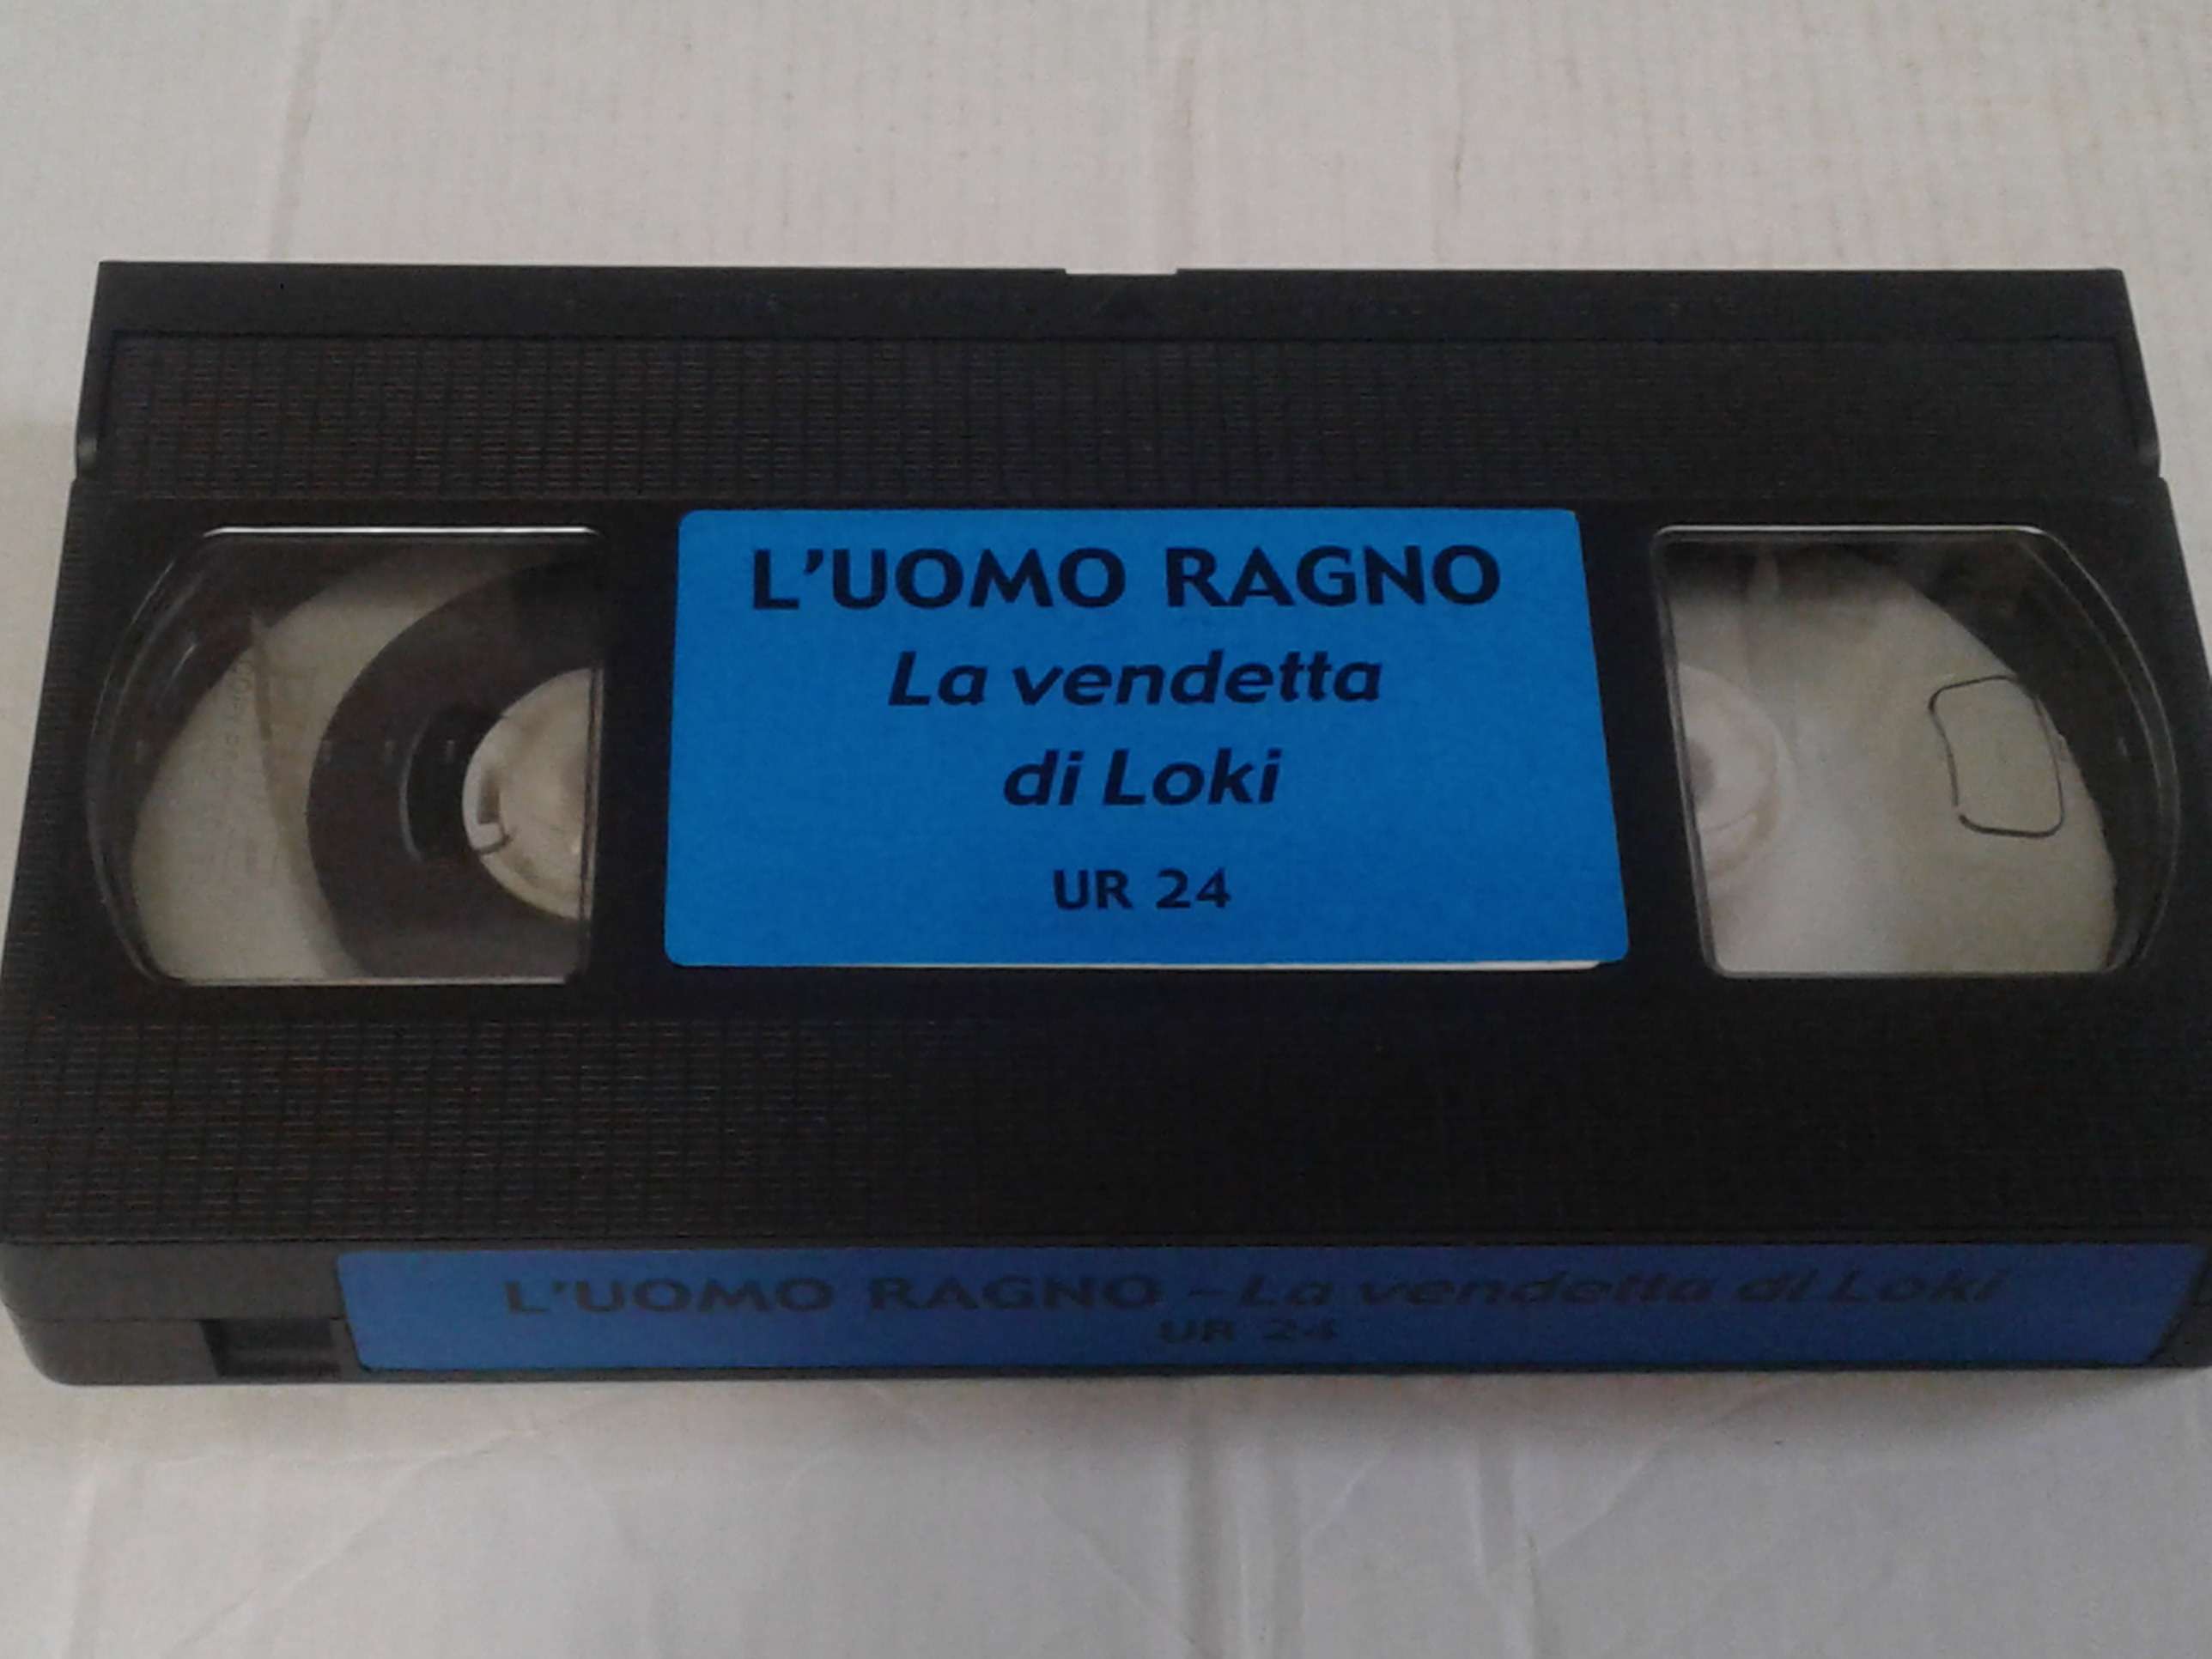 L'UOMO RAGNO
La vendetta
di Loki
UR 24
L'UOMO RAGNO - La vendetta di Loki
UR 24